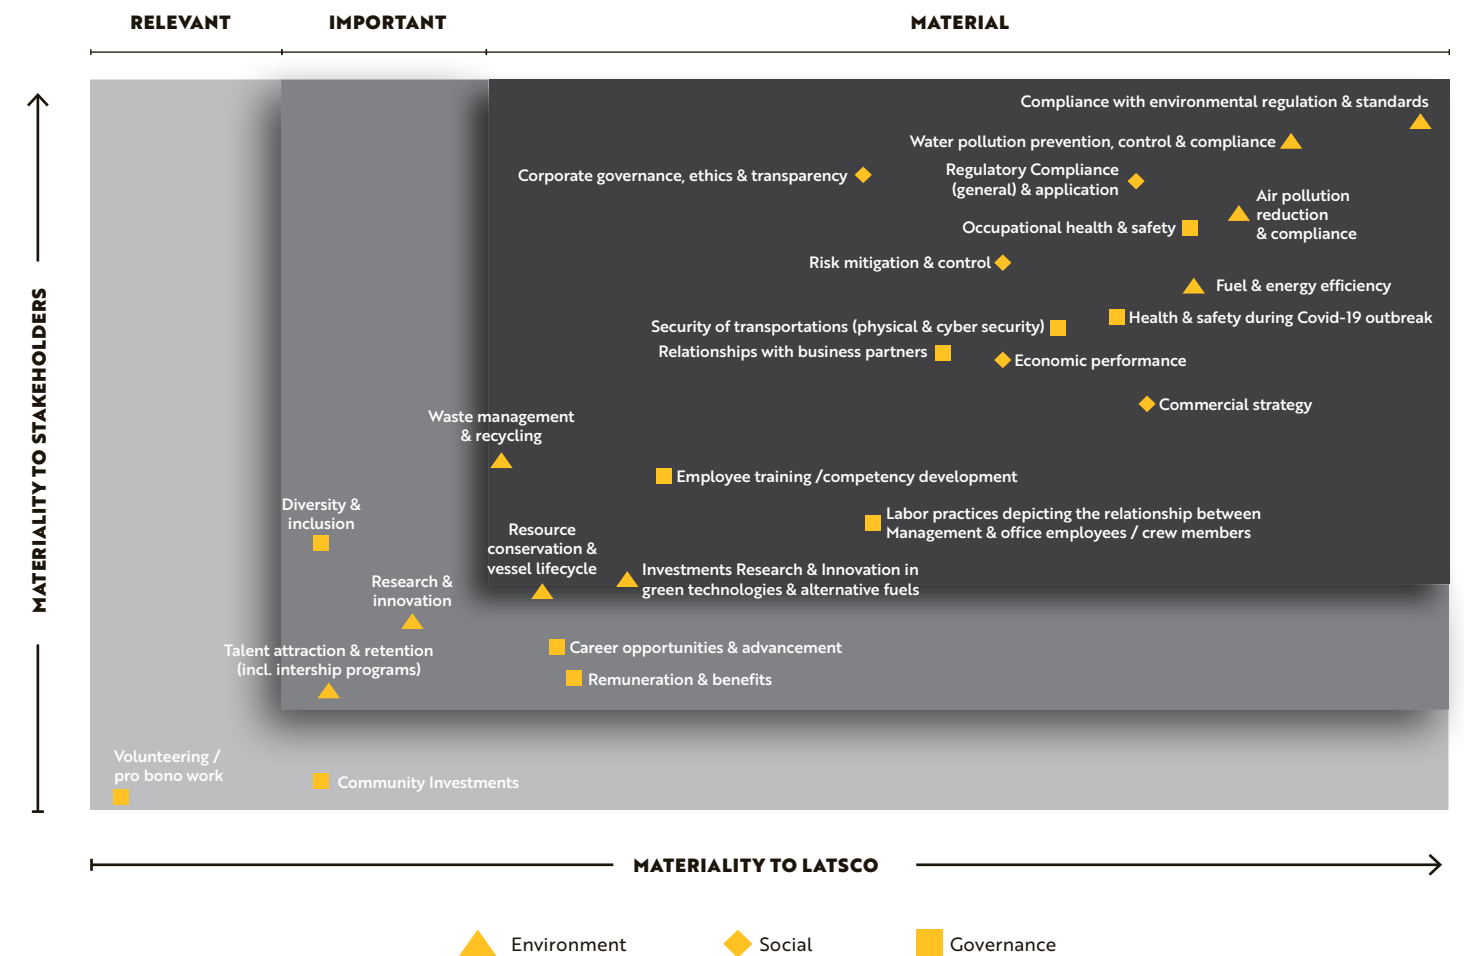 RELEVANT
IMPORTANT
MATERIAL
MATERIALITY TO STAKEHOLDERS
Compliance with environmental regulation & standards
Water pollution prevention, control & compliance
Corporate governance, ethics & transparency
Regulatory Compliance
(general) & application
Air pollution
reduction
& compliance
Occupational health & safety
Risk mitigation & control
Fuel & energy efficiency
Health & safety during Covid-19 outbreak
Security of transportations (physical & cyber security)
Relationships with business partners
Economic performance
Commercial strategy
Waste management
& recycling
Employee training /competency development
Diversity &
inclusion
Labor practices depicting the relationship between
Management & office employees / crew members
Resource
conservation &
vessel lifecycle
Investments Research & Innovation in
green technologies & alternative fuels
Research &
innovation
Talent attraction & retention
(incl. intership programs)
Career opportunities & advancement
Remuneration & benefits
Volunteering /
pro bono work
Community Investments
MATERIALITY TO LATSCO
Environment
Social
Governance